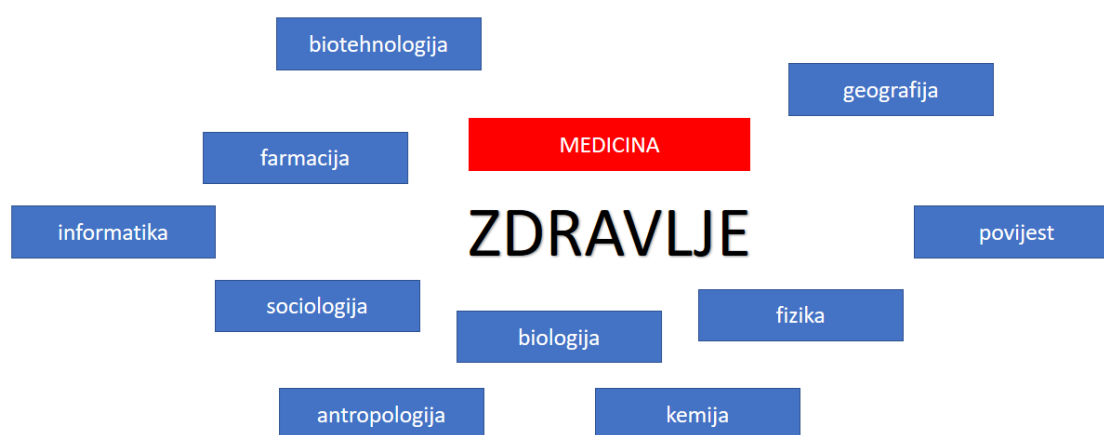 biotehnologija
geografija
MEDICINA
farmacija
informatika
ZDRAVLJE
povijest
sociologija
fizika
biologija
antropologija
kemija